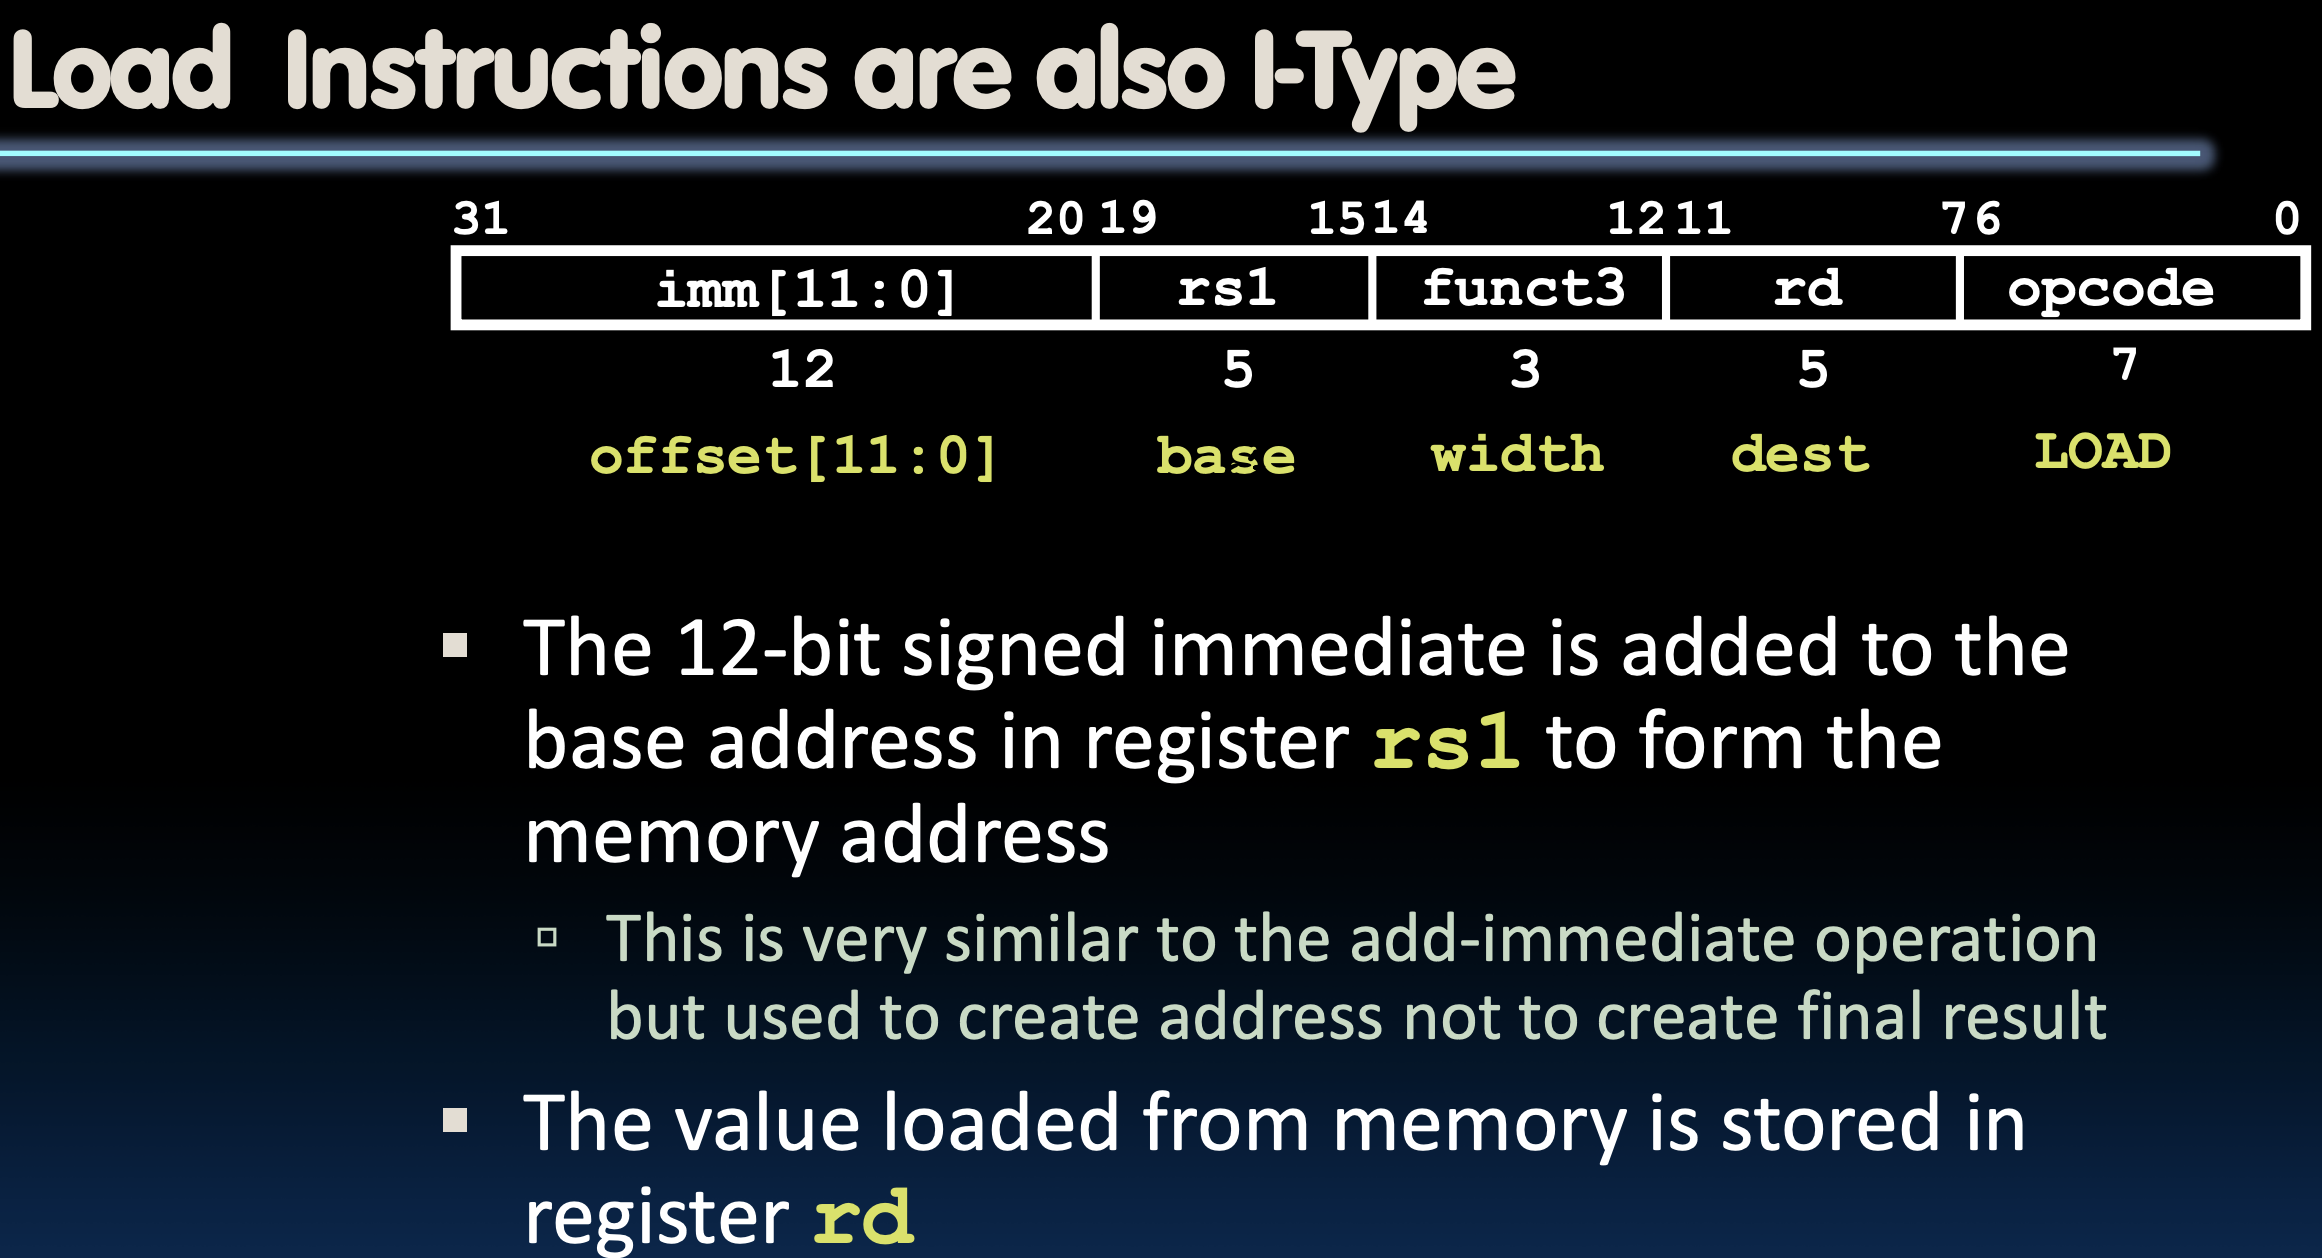 Load Instructions are also I-Type
31 20 19 15 14 12 11 7 6 0
imm[11:0] rs1 funct3 rd opcode
12 5 3 5 7
offset[11:0] base width dest LOAD
The 12-bit signed immediate is added to the
base address in register rs1 to form the
memory address
This is very similar to the add-immediate operation
but used to create address not to create final result
The value loaded from memory is stored in
register rd